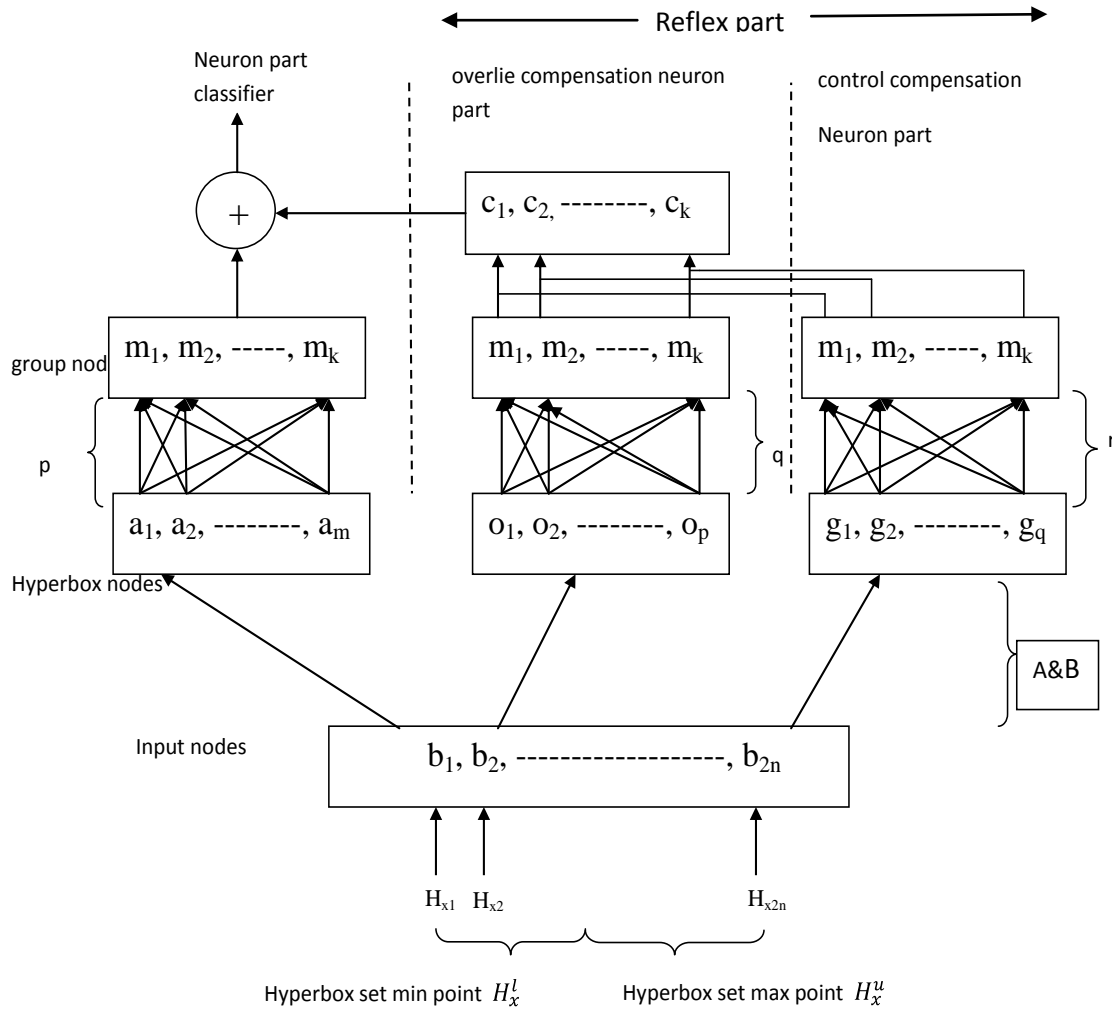 Reflex part
Neuron part
classifier
overlie compensation neuron
part
control compensation
Neuron part
+
c1, c2, ---------, ck
group nod
m1, m2, -----, mk
m1, m2, -----, mk
m1, m2, -----, mk
p
q
r
a1, a2, ---------, am
o1, o2, ---------, op
g1, g2, ---------, gq
Hyperbox nodes
A&B
Input nodes
b1, b2, ----------------------, b2n
Hx1 Hx2 Hx2n
Hyperbox set min point H_x^l
Hyperbox set max point H_x^u